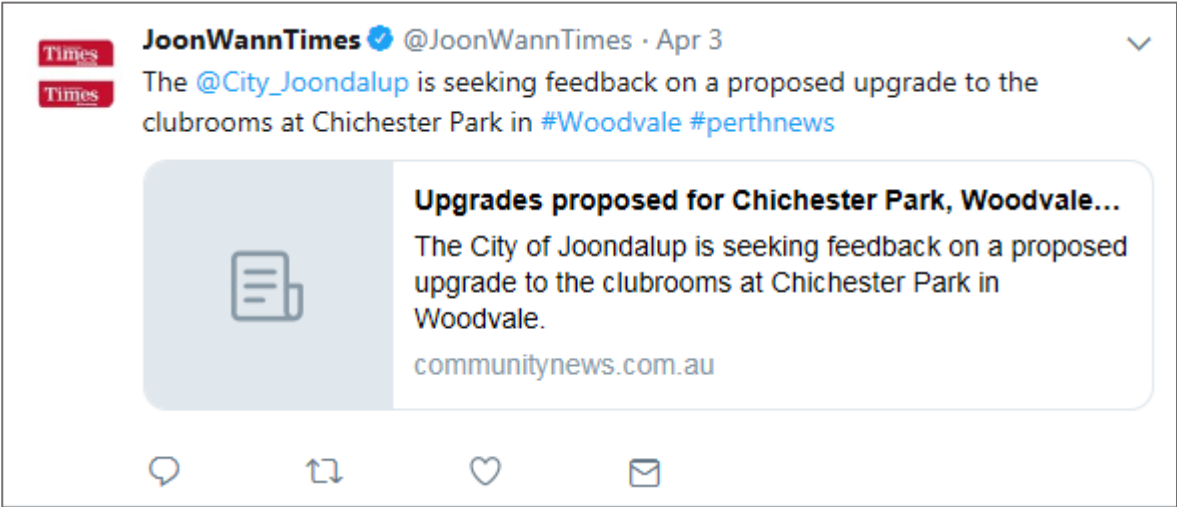 Times
Times
JoonWannTimes @JoonWannTimes · Apr 3
The @City_Joondalup is seeking feedback on a proposed upgrade to the
clubrooms at Chichester Park in #Woodvale #perthnews
Upgrades proposed for Chichester Park, Woodvale...
The City of Joondalup is seeking feedback on a proposed
upgrade to the clubrooms at Chichester Park in
Woodvale.
communitynews.com.au